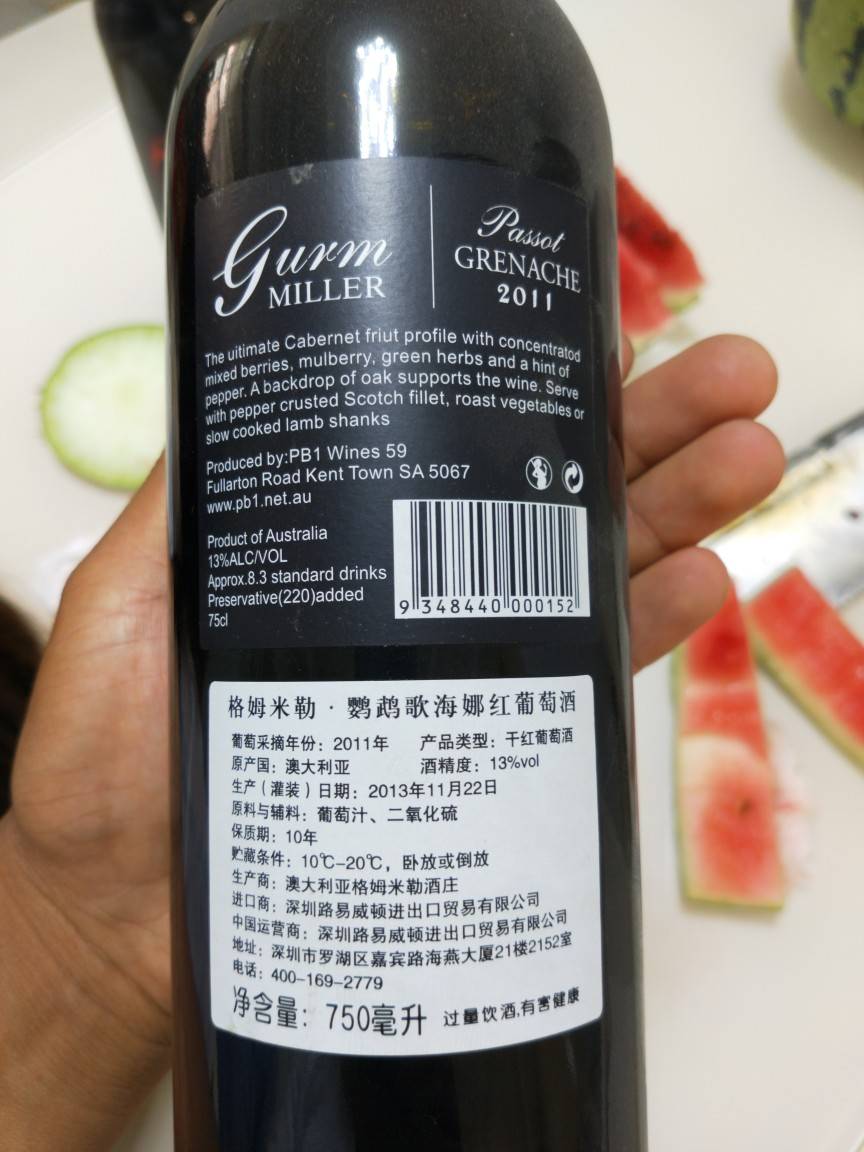 Gurm
MILLER
Passot
GRENACHE
2011
The uitimate Cabernet friut profile with concentratod
mixed berries, mulberry, green herbs and a hint of
pepper. A backdrop of oak supports the wine. Serve
with pepper crusted Scotch fillet, roast vegetables or
slow cooked lamb shanks
Produced by:PB1 Wines 59
Fullarton Road Kent Town SA 5067
www.pb1.net.au
Product of Australia
13%ALC/VOL
Approx.8.3 standard drinks
Preservative(220)added
75cl
9 348440 000152
格姆米勒·鹦鹉歌海娜红葡萄酒
葡萄采摘年份：2011年 产品类型：干红葡萄酒
原产国：澳大利亚 酒精度：13%vol
生产（灌装）日期：2013年11月22日
原料与辅料：葡萄汁、二氧化硫
保质期：10年
贮藏条件：10℃-20℃，卧放或倒放
生产商：澳大利亚格姆米勒酒庄
进口商：深圳路易威顿进出口贸易有限公司
中国运营商：深圳路易威顿进出口贸易有限公司
地址：深圳市罗湖区嘉宾路海燕大厦21楼2152室
电话：400-169-2779
净含量：750毫升 过量饮酒,有害健康